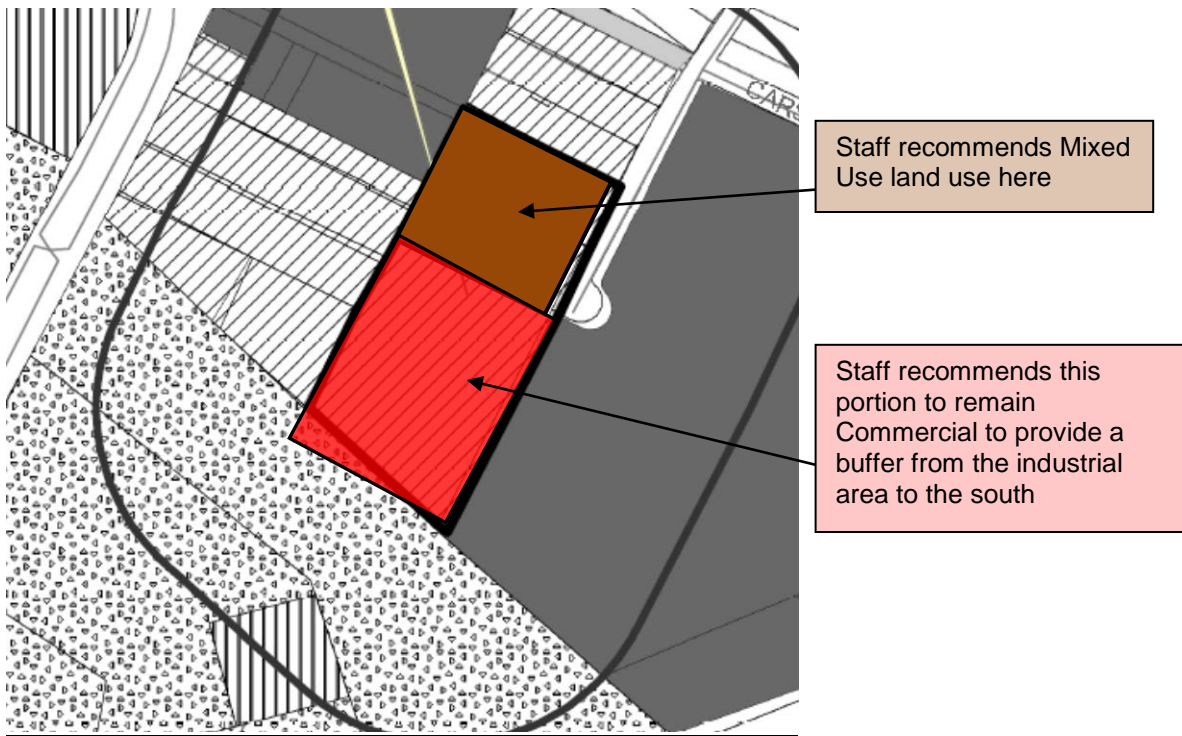 CARS
Staff recommends Mixed
Use land use here
Staff recommends this
portion to remain
Commercial to provide a
buffer from the industrial
area to the south